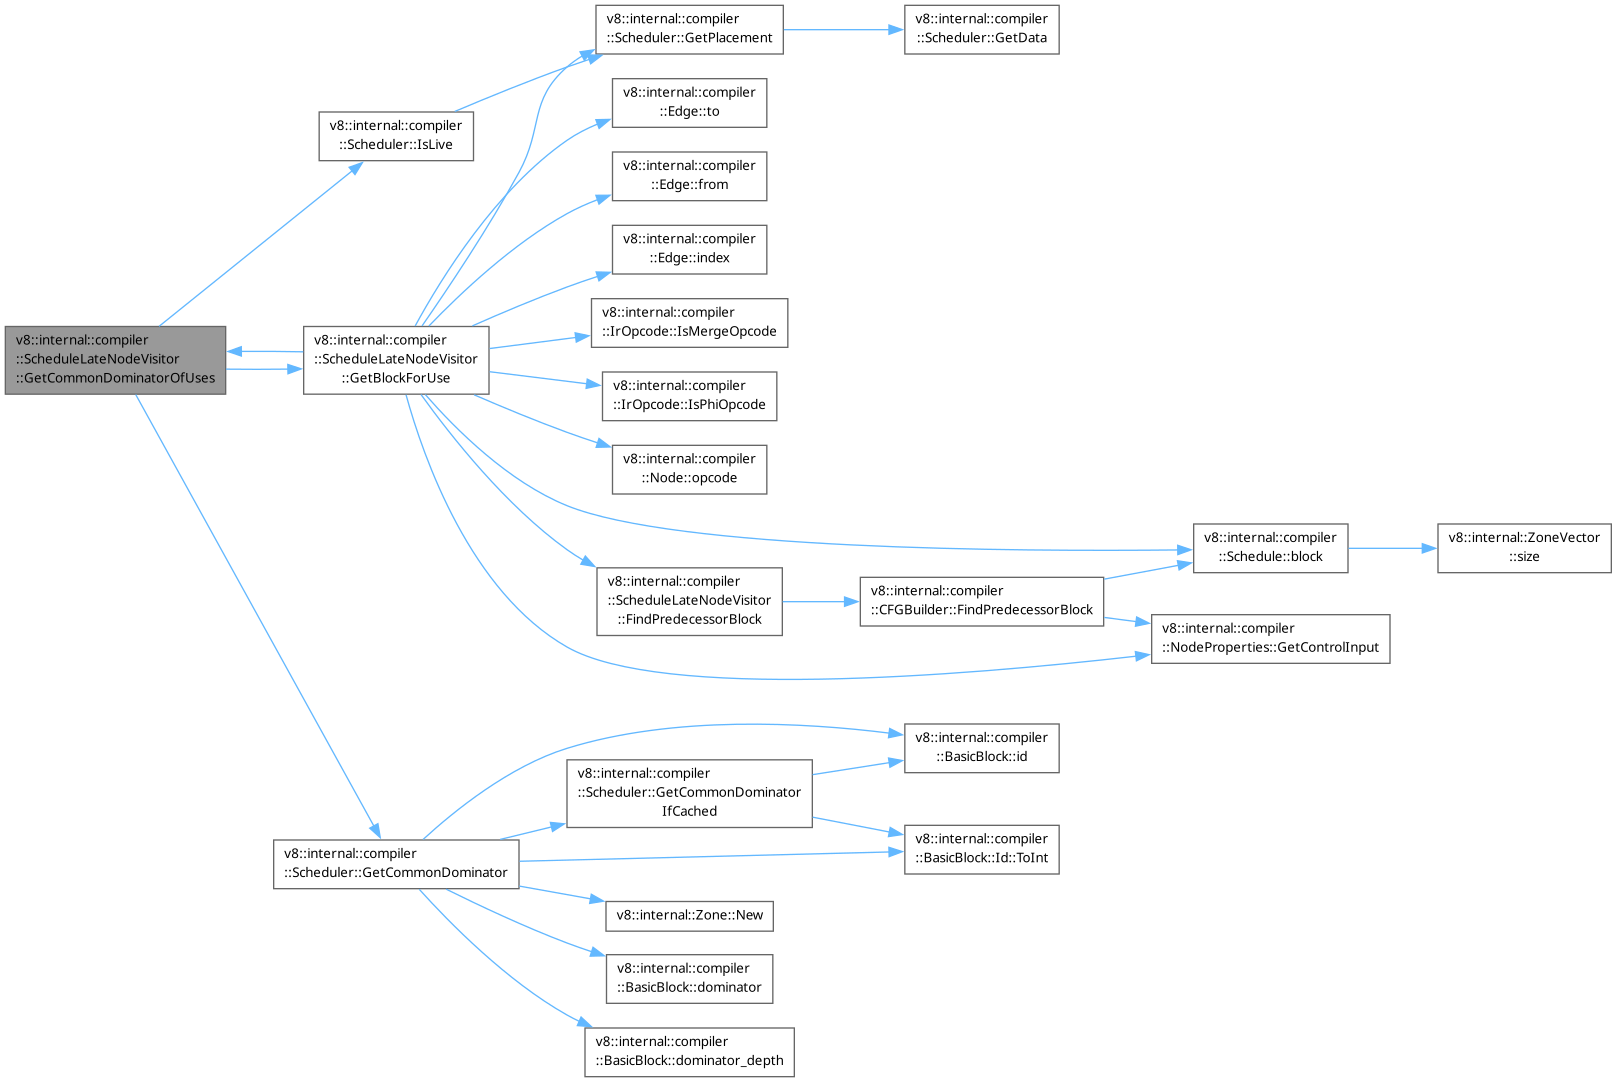 v8::internal::compiler
::Scheduler::GetPlacement
v8::internal::compiler
::Scheduler::GetData
v8::internal::compiler
::Edge::to
v8::internal::compiler
::Scheduler::IsLive
v8::internal::compiler
::Edge::from
v8::internal::compiler
::Edge::index
v8::internal::compiler
::IrOpcode::IsMergeOpcode
v8::internal::compiler
::ScheduleLateNodeVisitor
::GetCommonDominatorOfUses
v8::internal::compiler
::ScheduleLateNodeVisitor
::GetBlockForUse
v8::internal::compiler
::IrOpcode::IsPhiOpcode
v8::internal::compiler
::Node::opcode
v8::internal::compiler
::Schedule::block
v8::internal::ZoneVector
::size
v8::internal::compiler
::ScheduleLateNodeVisitor
::FindPredecessorBlock
v8::internal::compiler
::CFGBuilder::FindPredecessorBlock
v8::internal::compiler
::NodeProperties::GetControlInput
v8::internal::compiler
::BasicBlock::id
v8::internal::compiler
::Scheduler::GetCommonDominator
IfCached
v8::internal::compiler
::BasicBlock::Id::ToInt
v8::internal::compiler
::Scheduler::GetCommonDominator
v8::internal::Zone::New
v8::internal::compiler
::BasicBlock::dominator
v8::internal::compiler
::BasicBlock::dominator_depth